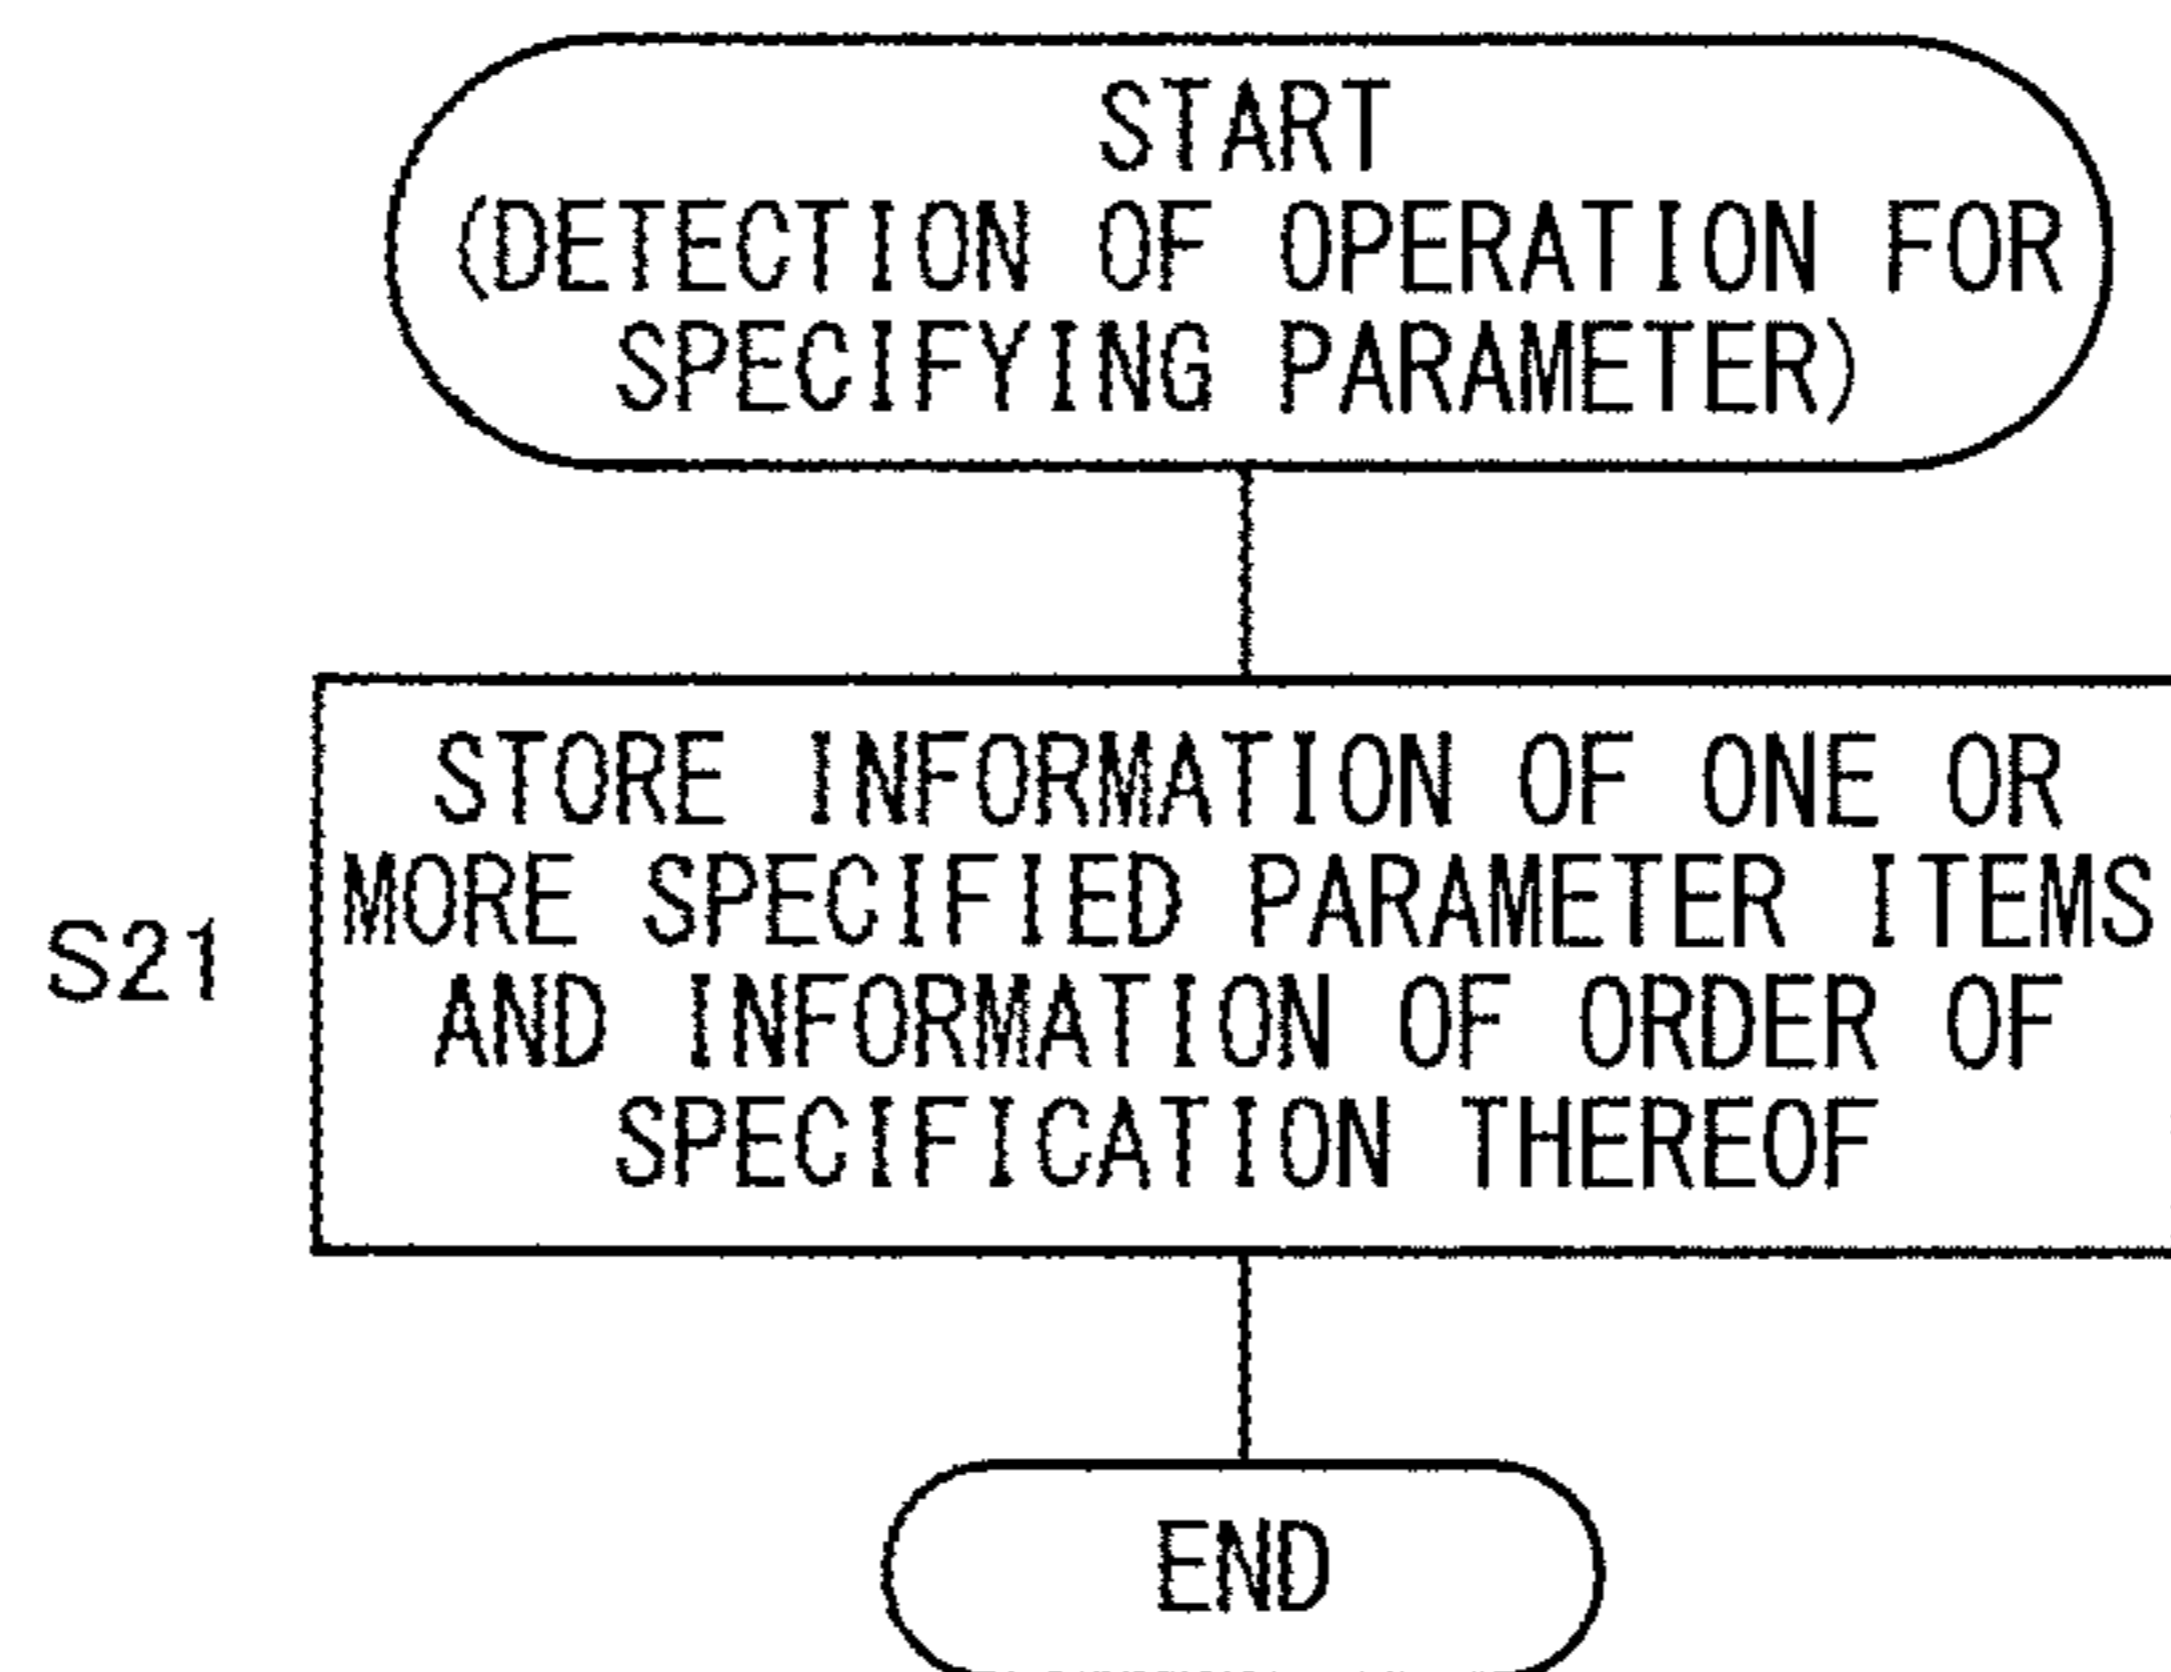 START
(DETECTION OF OPERATION FOR
SPECIFYING PARAMETER)
S21
STORE INFORMATION OF ONE OR
MORE SPECIFIED PARAMETER ITEMS
AND INFORMATION OF ORDER OF
SPECIFICATION THEREOF
END